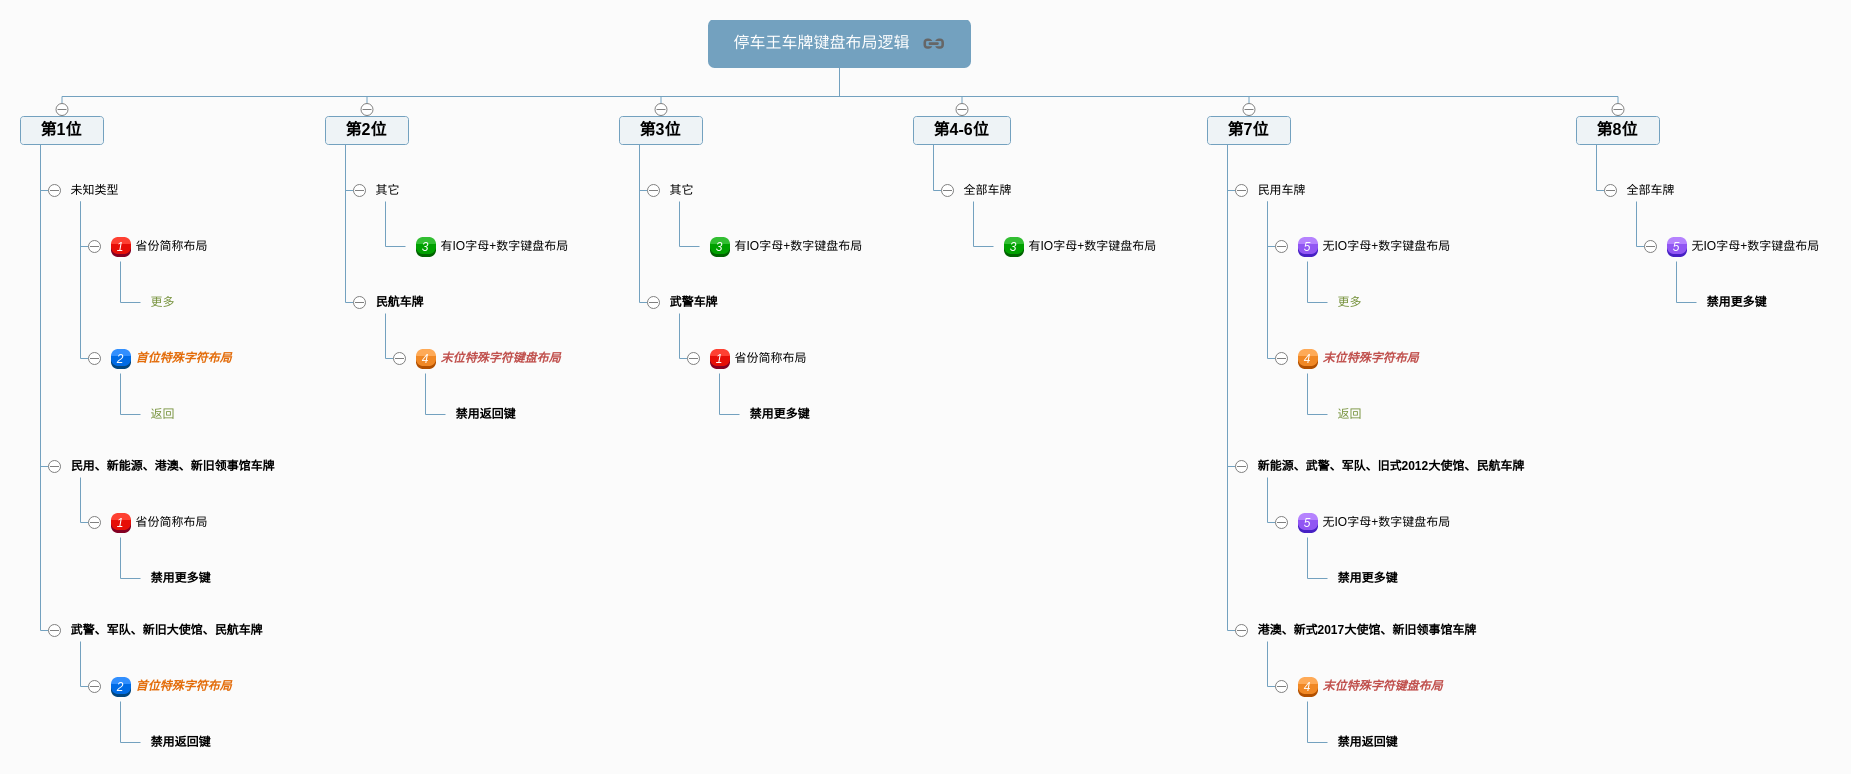 停车王车牌键盘布局逻辑
第1位
未知类型
1 省份简称布局
更多
2 首位特殊字符布局
返回
民用、新能源、港澳、新旧领事馆车牌
1 省份简称布局
禁用更多键
武警、军队、新旧大使馆、民航车牌
2 首位特殊字符布局
禁用返回键
第2位
其它
3 有IO字母+数字键盘布局
民航车牌
4 末位特殊字符键盘布局
禁用返回键
第3位
其它
3 有IO字母+数字键盘布局
武警车牌
1 省份简称布局
禁用更多键
第4-6位
全部车牌
3 有IO字母+数字键盘布局
第7位
民用车牌
5 无IO字母+数字键盘布局
更多
4 末位特殊字符布局
返回
新能源、武警、军队、旧式2012大使馆、民航车牌
5 无IO字母+数字键盘布局
禁用更多键
港澳、新式2017大使馆、新旧领事馆车牌
4 末位特殊字符键盘布局
禁用返回键
第8位
全部车牌
5 无IO字母+数字键盘布局
禁用更多键